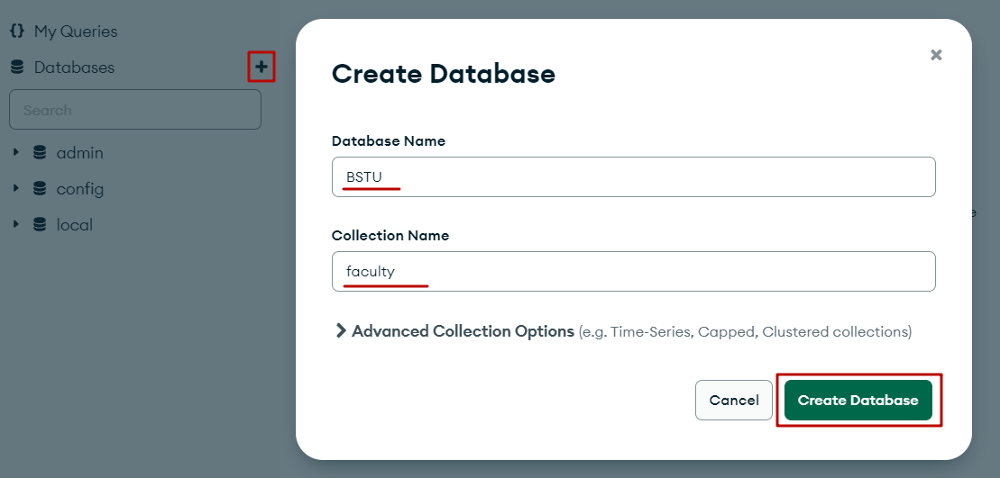 {} My Queries
Databases
+
Search
admin
config
local
Create Database
Database Name
BSTU
Collection Name
faculty
Advanced Collection Options (e.g. Time-Series, Capped, Clustered collections)
Cancel
Create Database